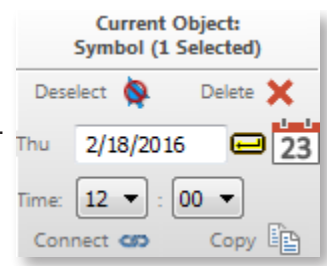 Current Object:
Symbol (1 Selected)
Deselect Delete
Thu 2/18/2016 23
Time: 12 : 00
Connect Copy